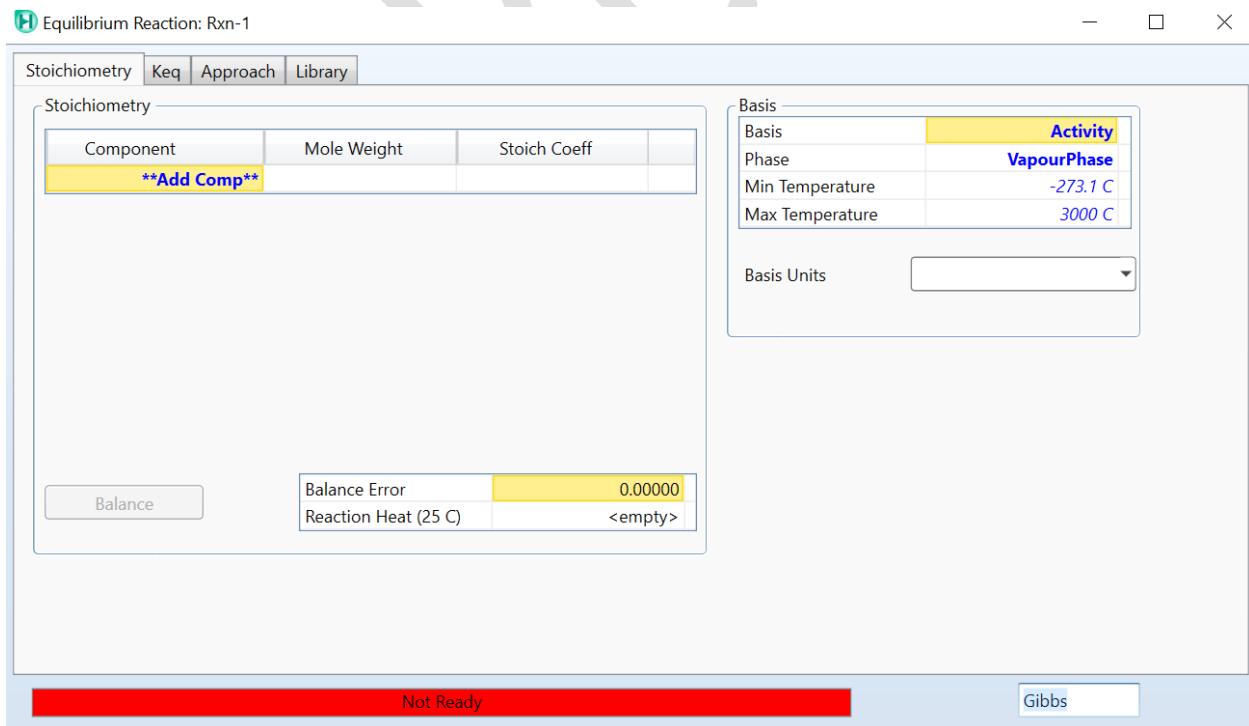 Equilibrium Reaction: Rxn-1
Stoichiometry Keq Approach Library
Stoichiometry
Component Mole Weight Stoich Coeff
**Add Comp**
Balance
Balance Error 0.00000
Reaction Heat (25 C) <empty>
Basis
Basis Activity
Phase VapourPhase
Min Temperature -273.1 C
Max Temperature 3000 C
Basis Units
Not Ready
Gibbs